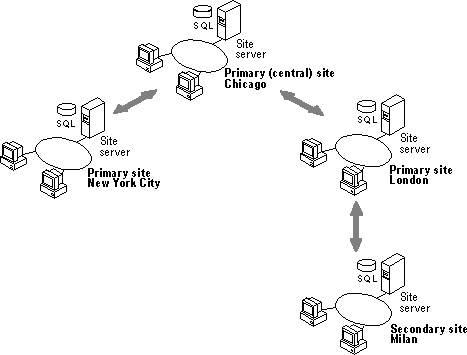 SQL
Site
server
Primary (central) site
Chicago
SQL
Site
server
Primary site
New York City
SQL
Site
server
Primary site
London
SQL
Site
server
Secondary site
Milan